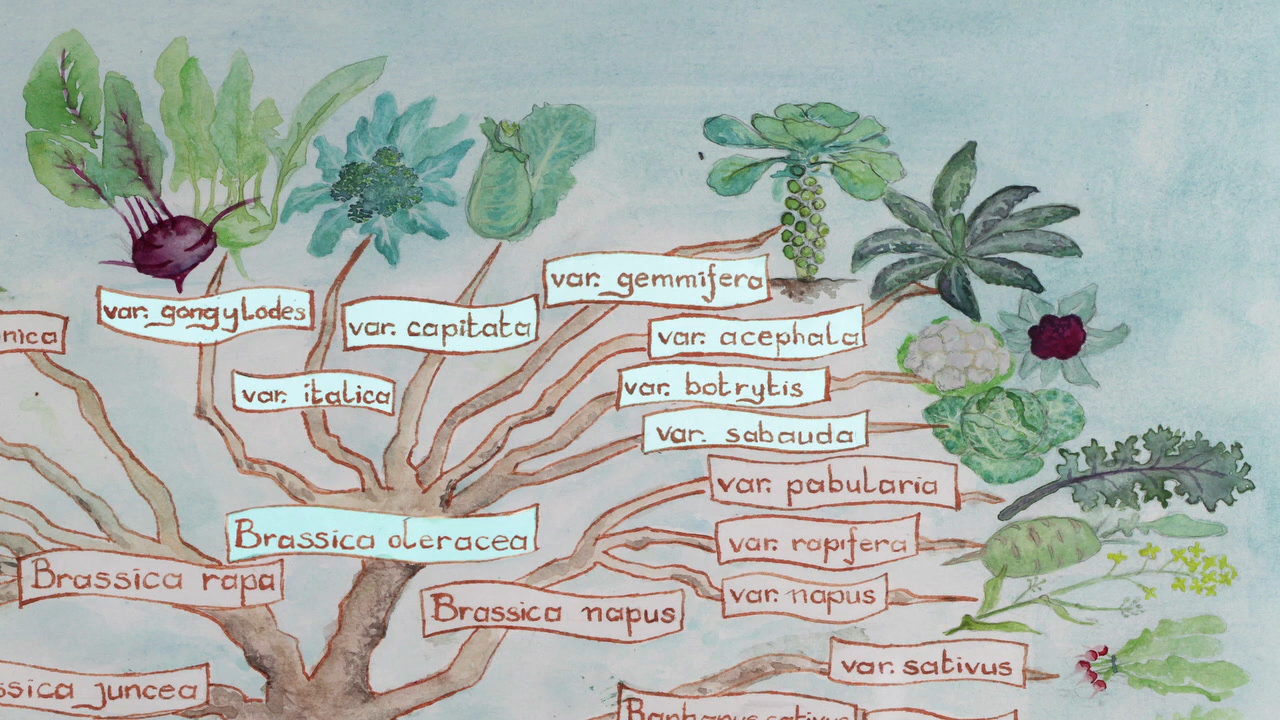 var. gemmifera
var. gongylodes
var. capitata
nica
var. acephala
var. italica
var. botrytis
var. sabauda
var. pabularia
Brassica oleracea
var. rapifera
Brassica rapa
var. napus
Brassica napus
var. sativus
ssica juncea